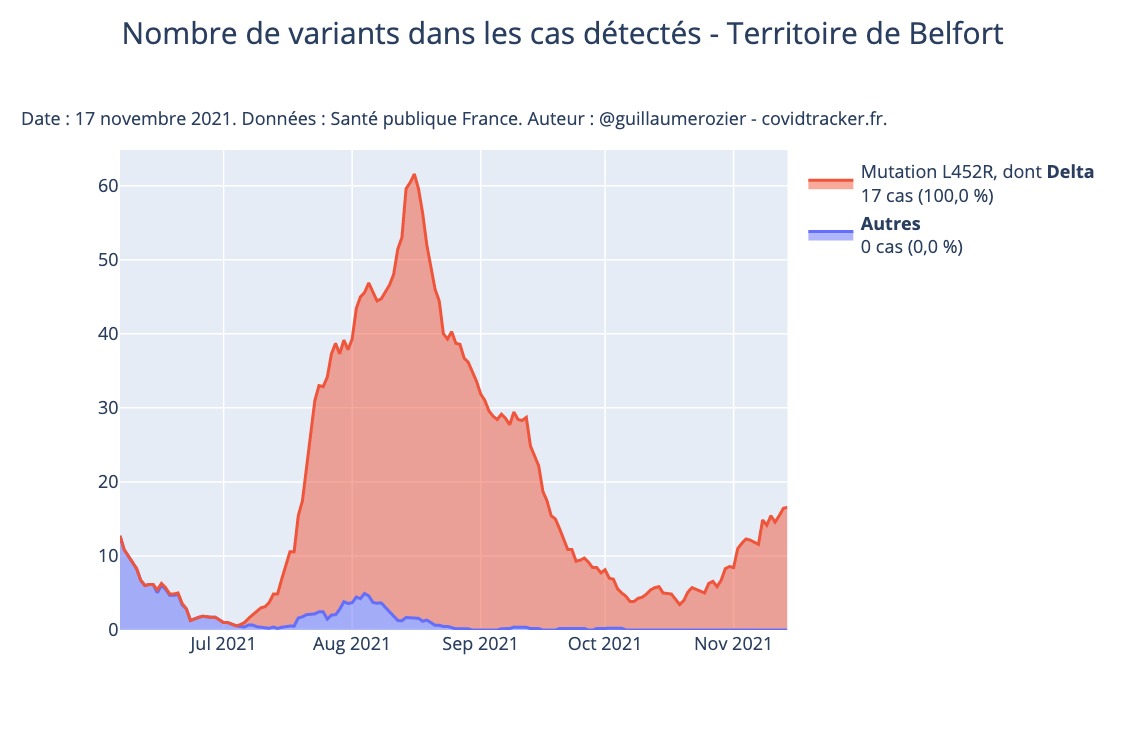 Nombre de variants dans les cas détectés - Territoire de Belfort
Date : 17 novembre 2021. Données : Santé publique France. Auteur : @guillaumerozier - covidtracker.fr.
Mutation L452R, dont Delta
17 cas (100,0 %)
Autres
0 cas (0,0 %)
60
50
40
30
20
10
0
Jul 2021
Aug 2021
Sep 2021
Oct 2021
Nov 2021